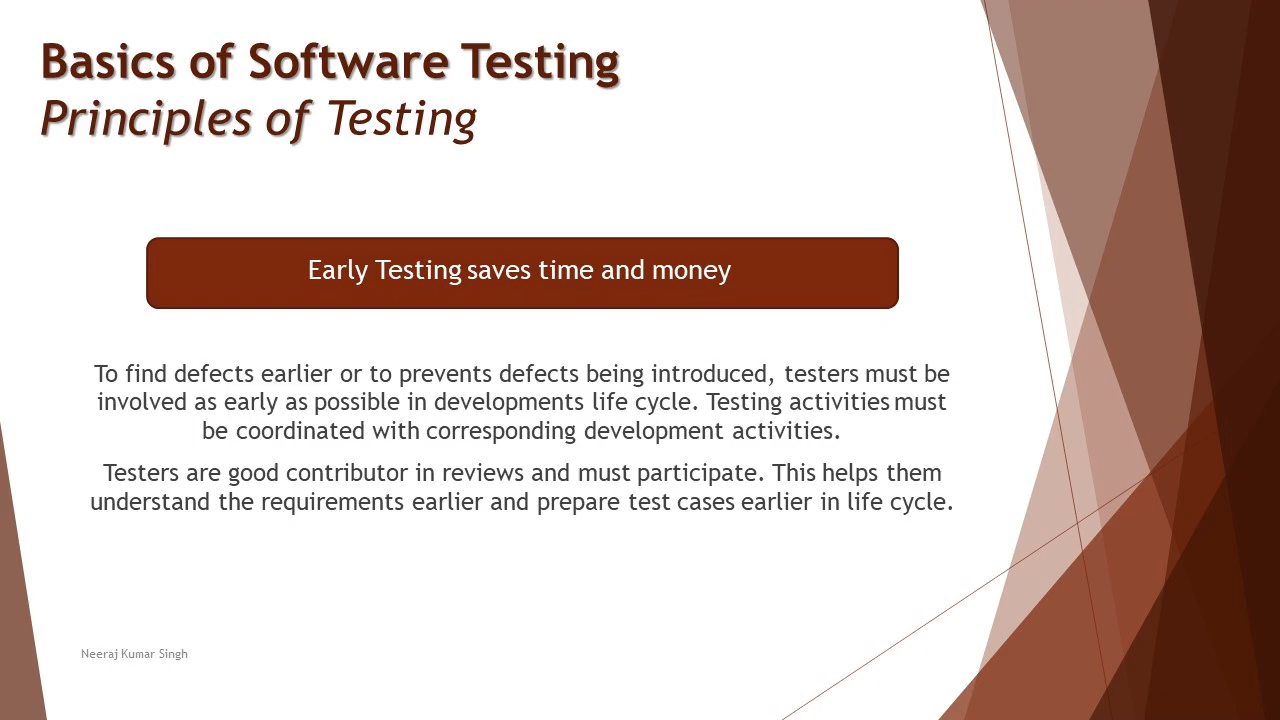 Basics of Software Testing
Principles of Testing
Early Testing saves time and money
To find defects earlier or to prevents defects being introduced, testers must be
involved as early as possible in developments life cycle. Testing activities must
be coordinated with corresponding development activities.
Testers are good contributor in reviews and must participate. This helps them
understand the requirements earlier and prepare test cases earlier in life cycle.
Neeraj Kumar Singh